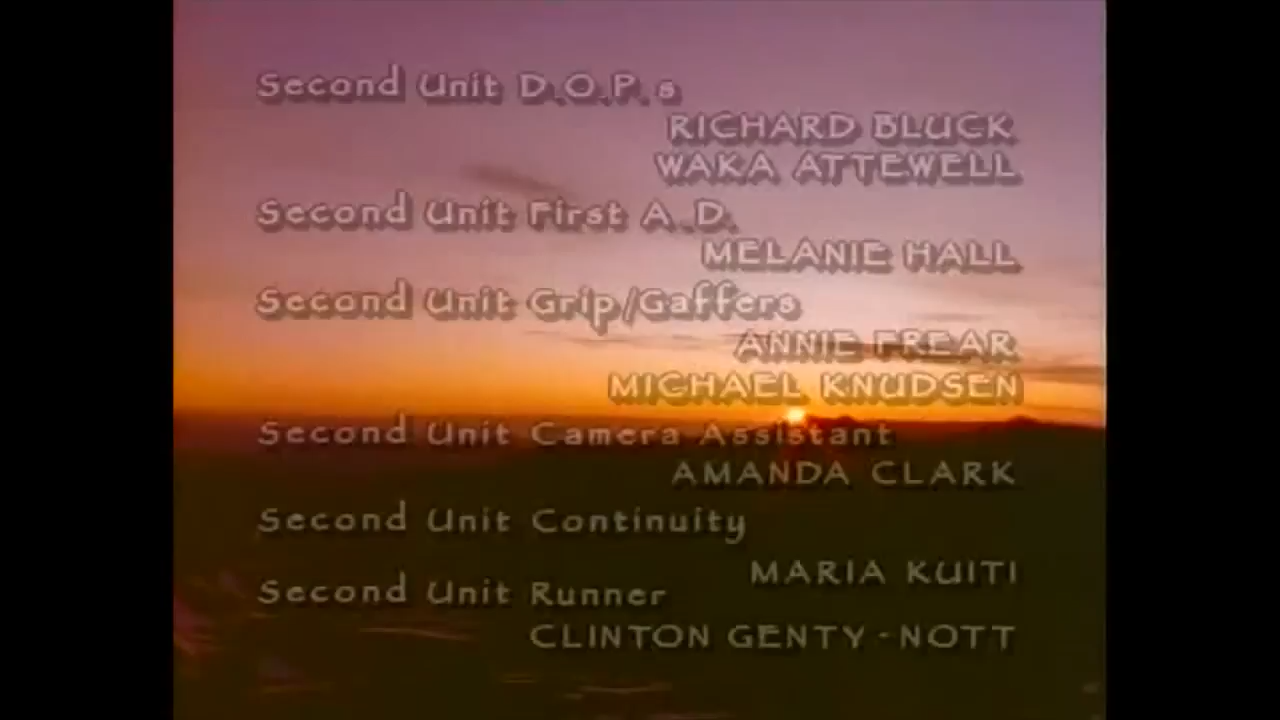 Second Unit D.O.P.s
RICHARD BLUCK
WAKA ATTEWELL
Second Unit First A.D.
MELANIE HALL
Second Unit Grip/Gaffers
ANNIE FREAR
MICHAEL KNUDSEN
Second Unit Camera Assistant
AMANDA CLARK
Second Unit Continuity
MARIA KUITI
Second Unit Runner
CLINTON GENTY-NOTT